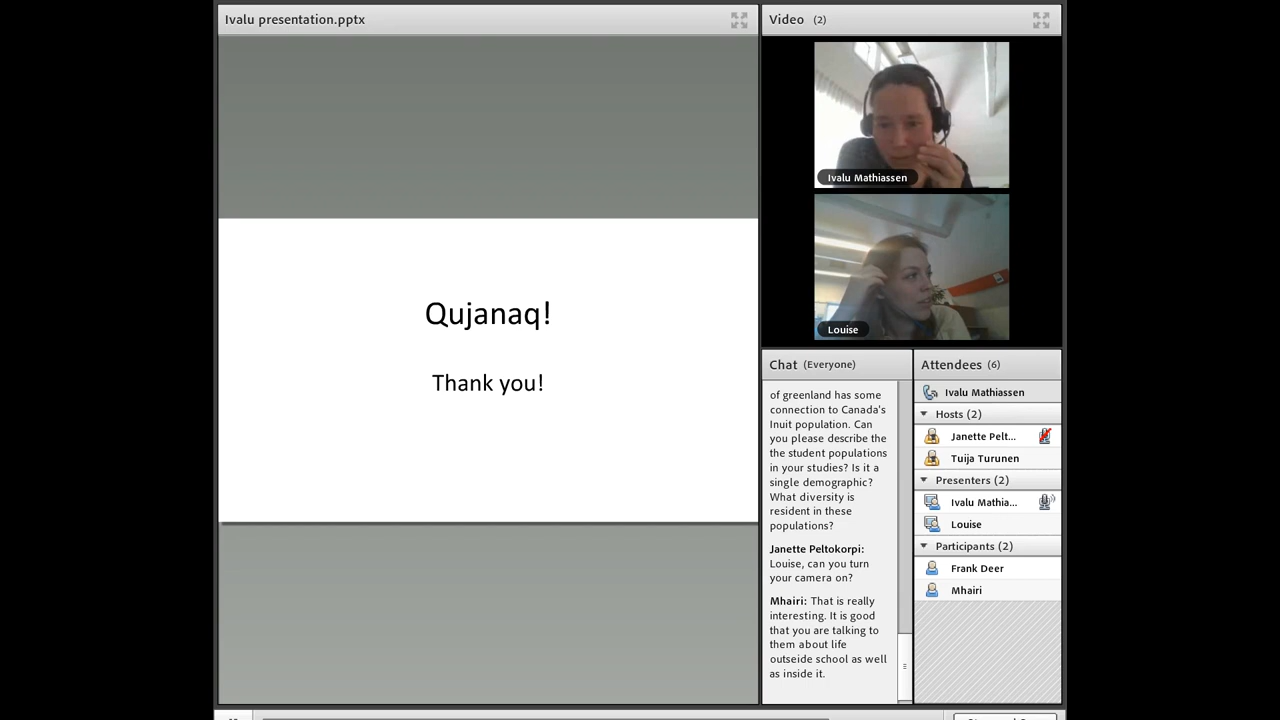 Ivalu presentation.pptx
Qujanaq!
Thank you!
Video (2)
Ivalu Mathiassen
Louise
Chat (Everyone)
of greenland has some
connection to Canada's
Inuit population. Can
you please describe the
the student populations
in your studies? Is it a
single demographic?
What diversity is
resident in these
populations?
Janette Peltokorpi:
Louise, can you turn
your camera on?
Mhairi: That is really
interesting. It is good
that you are talking to
them about life
outseide school as well
as inside it.
Attendees (6)
Ivalu Mathiassen
Hosts (2)
Janette Pelt...
Tuija Turunen
Presenters (2)
Ivalu Mathia...
Louise
Participants (2)
Frank Deer
Mhairi